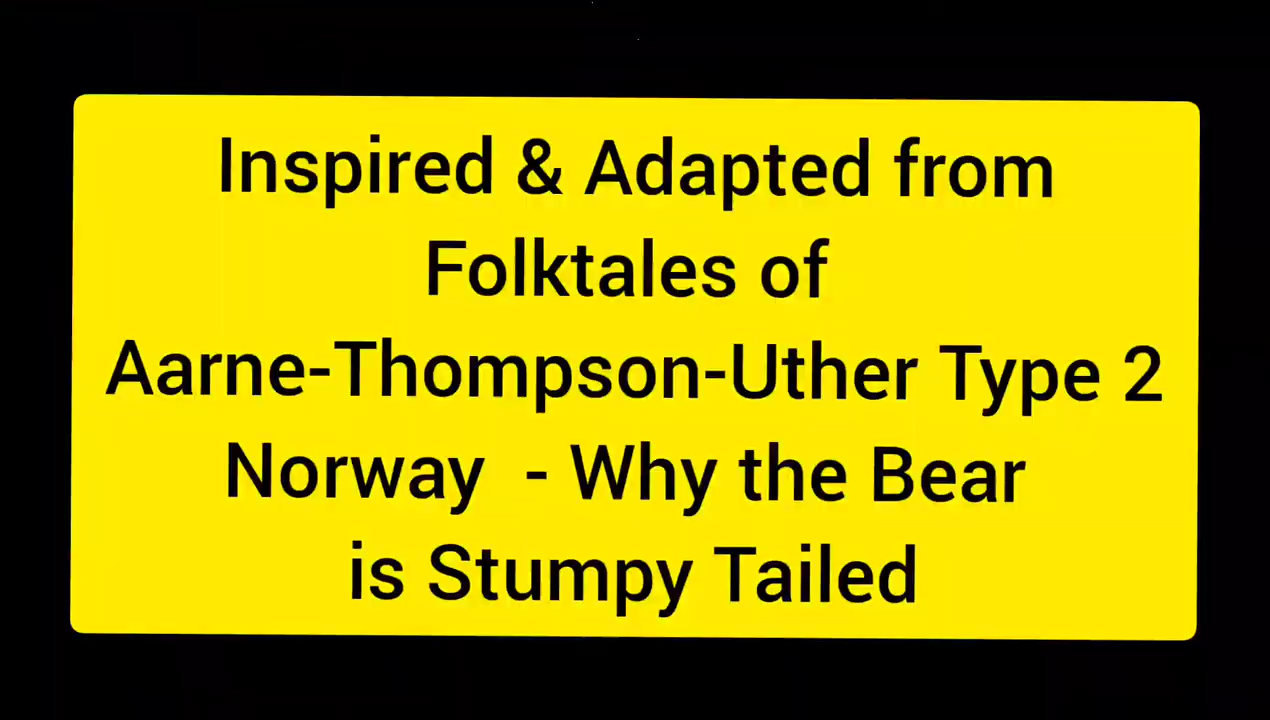 Inspired & Adapted from
Folktales of
Aarne-Thompson-Uther Type 2
Norway - Why the Bear
is Stumpy Tailed